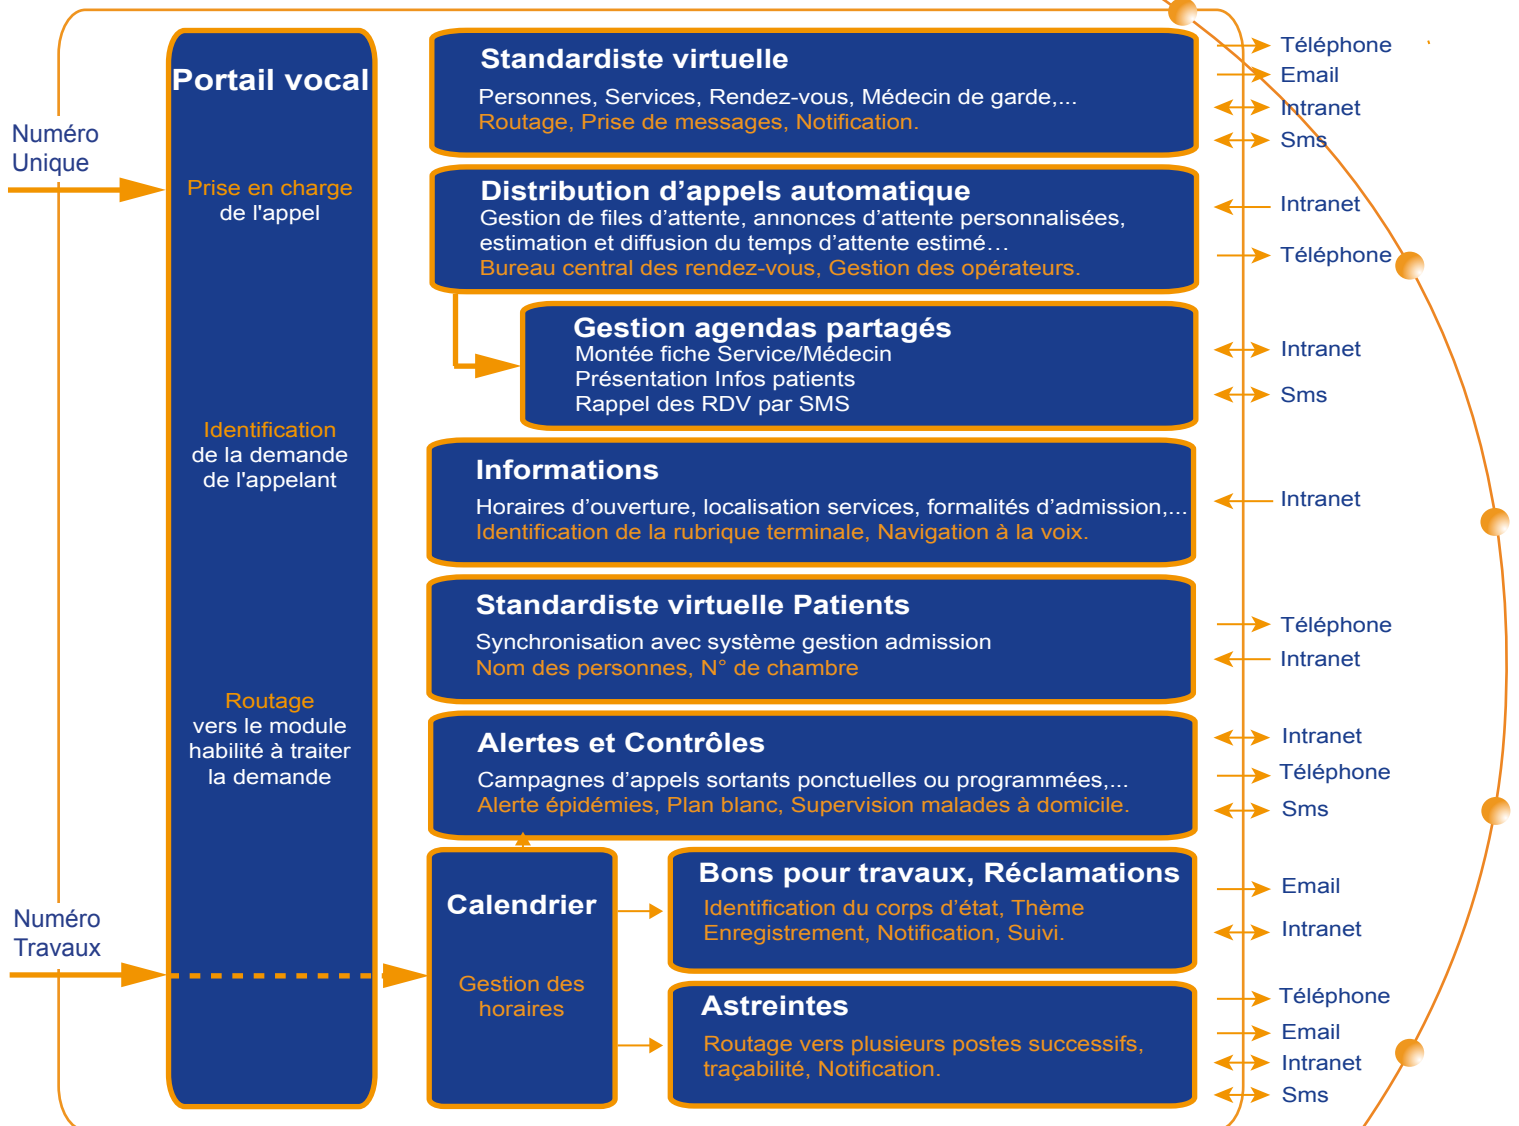 Numéro
Unique
Portail vocal
Prise en charge
de l'appel
Identification
de la demande
de l'appelant
Routage
vers le module
habilité à traiter
la demande
Numéro
Travaux
Standardiste virtuelle
Personnes, Services, Rendez-vous, Médecin de garde,...
Routage, Prise de messages, Notification.
Téléphone
Email
Intranet
Sms
Distribution d’appels automatique
Gestion de files d’attente, annonces d’attente personnalisées,
estimation et diffusion du temps d’attente estimé…
Bureau central des rendez-vous, Gestion des opérateurs.
Intranet
Téléphone
Gestion agendas partagés
Montée fiche Service/Médecin
Présentation Infos patients
Rappel des RDV par SMS
Intranet
Sms
Informations
Horaires d’ouverture, localisation services, formalités d’admission,...
Identification de la rubrique terminale, Navigation à la voix.
Intranet
Standardiste virtuelle Patients
Synchronisation avec système gestion admission
Nom des personnes, N° de chambre
Téléphone
Intranet
Alertes et Contrôles
Campagnes d’appels sortants ponctuelles ou programmées,...
Alerte épidémies, Plan blanc, Supervision malades à domicile.
Intranet
Téléphone
Sms
Calendrier
Gestion des
horaires
Bons pour travaux, Réclamations
Identification du corps d’état, Thème
Enregistrement, Notification, Suivi.
Email
Intranet
Astreintes
Routage vers plusieurs postes successifs,
traçabilité, Notification.
Téléphone
Email
Intranet
Sms